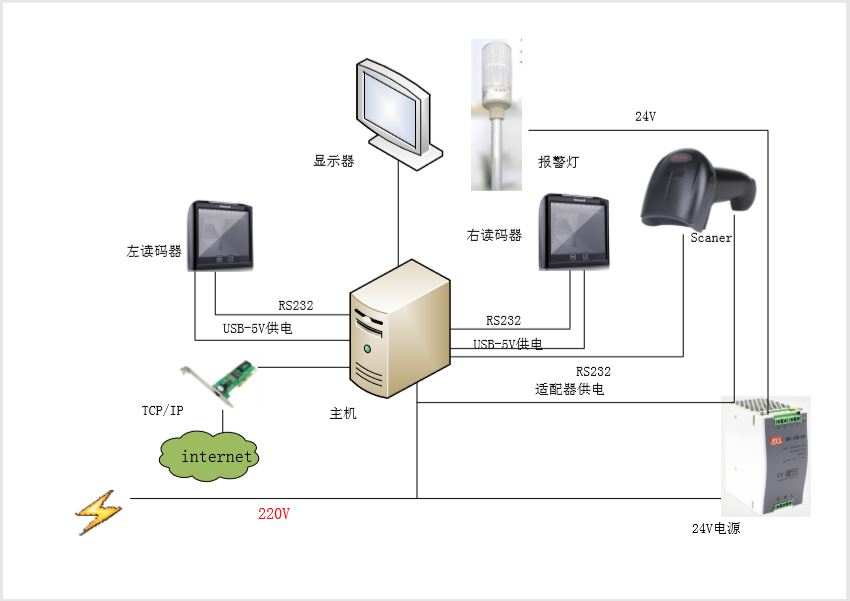 24V
显示器
报警灯
右读码器
Scaner
左读码器
RS232
USB-5V供电
RS232
USB-5V供电
RS232
适配器供电
TCP/IP
主机
internet
220V
24V电源